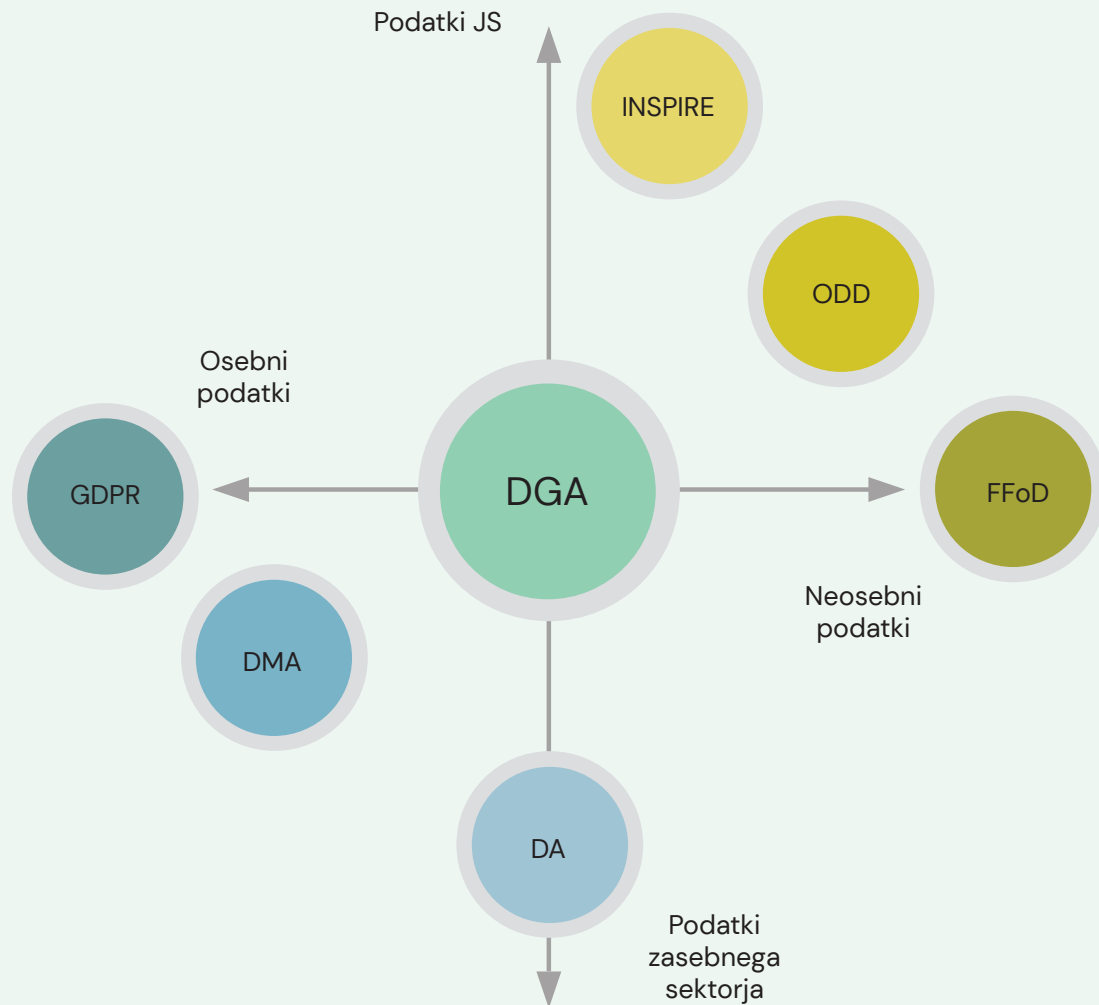 Podatki JS
INSPIRE
ODD
Osebni
podatki
GDPR
DGA
FFoD
Neosebni
podatki
DMA
DA
Podatki
zasebnega
sektorja